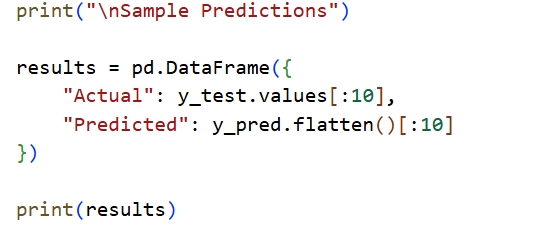 print("\nSample Predictions")
results = pd.DataFrame({
    "Actual": y_test.values[:10],
    "Predicted": y_pred.flatten()[:10]
})
print(results)